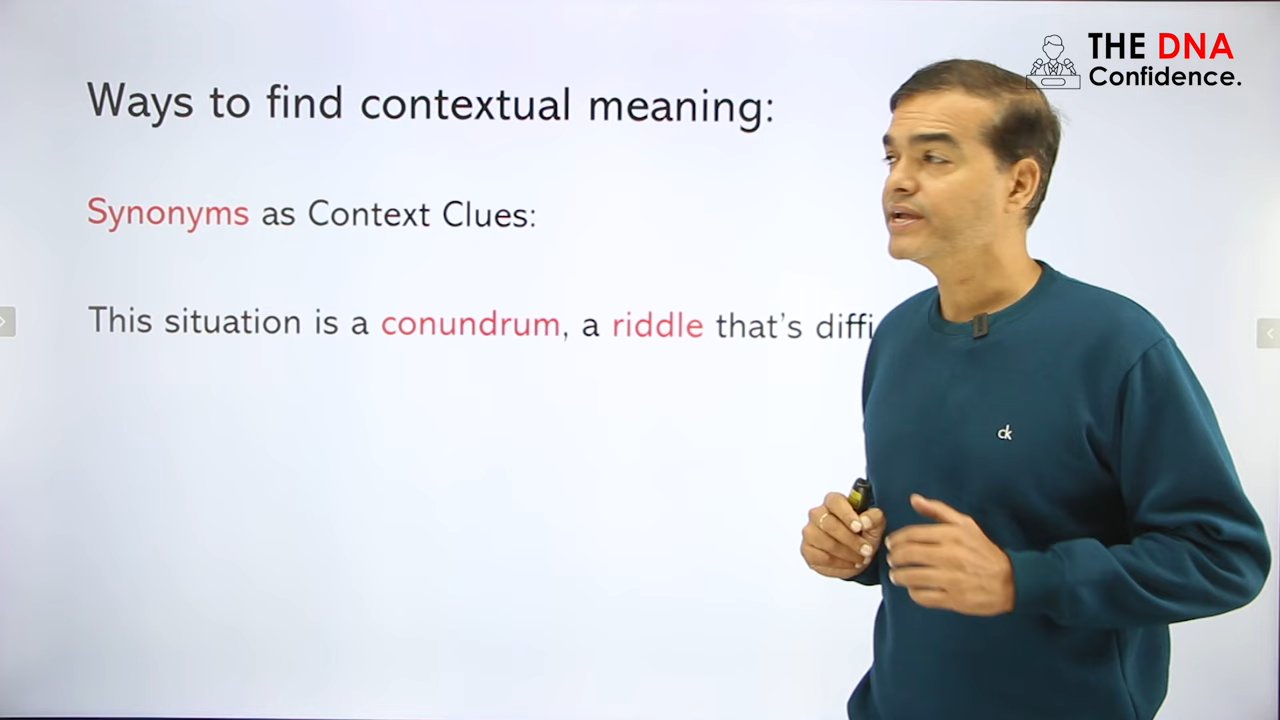 THE DNA
Confidence.
Ways to find contextual meaning:
Synonyms as Context Clues:
This situation is a conundrum, a riddle that's
ck